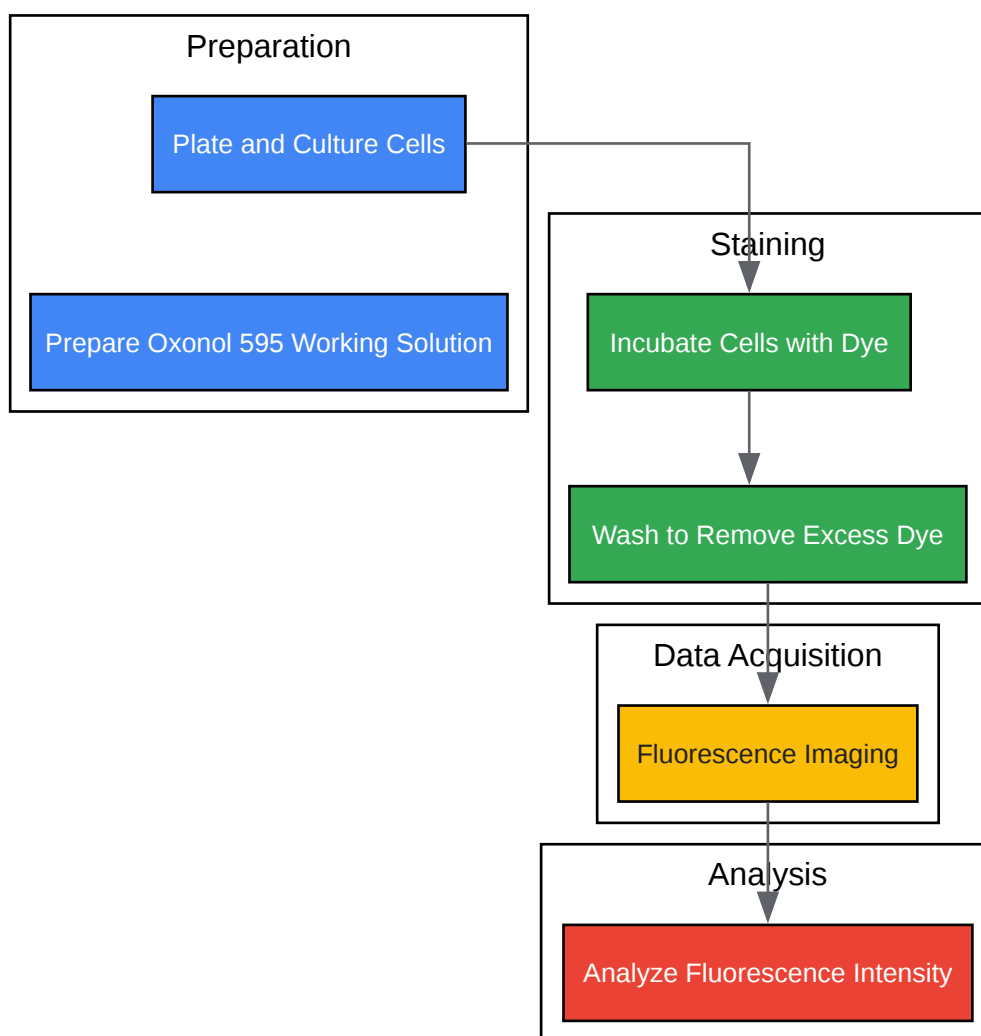 Preparation
Plate and Culture Cells
Prepare Oxonol 595 Working Solution
Staining
Incubate Cells with Dye
Wash to Remove Excess Dye
Data Acquisition
Fluorescence Imaging
Analysis
Analyze Fluorescence Intensity